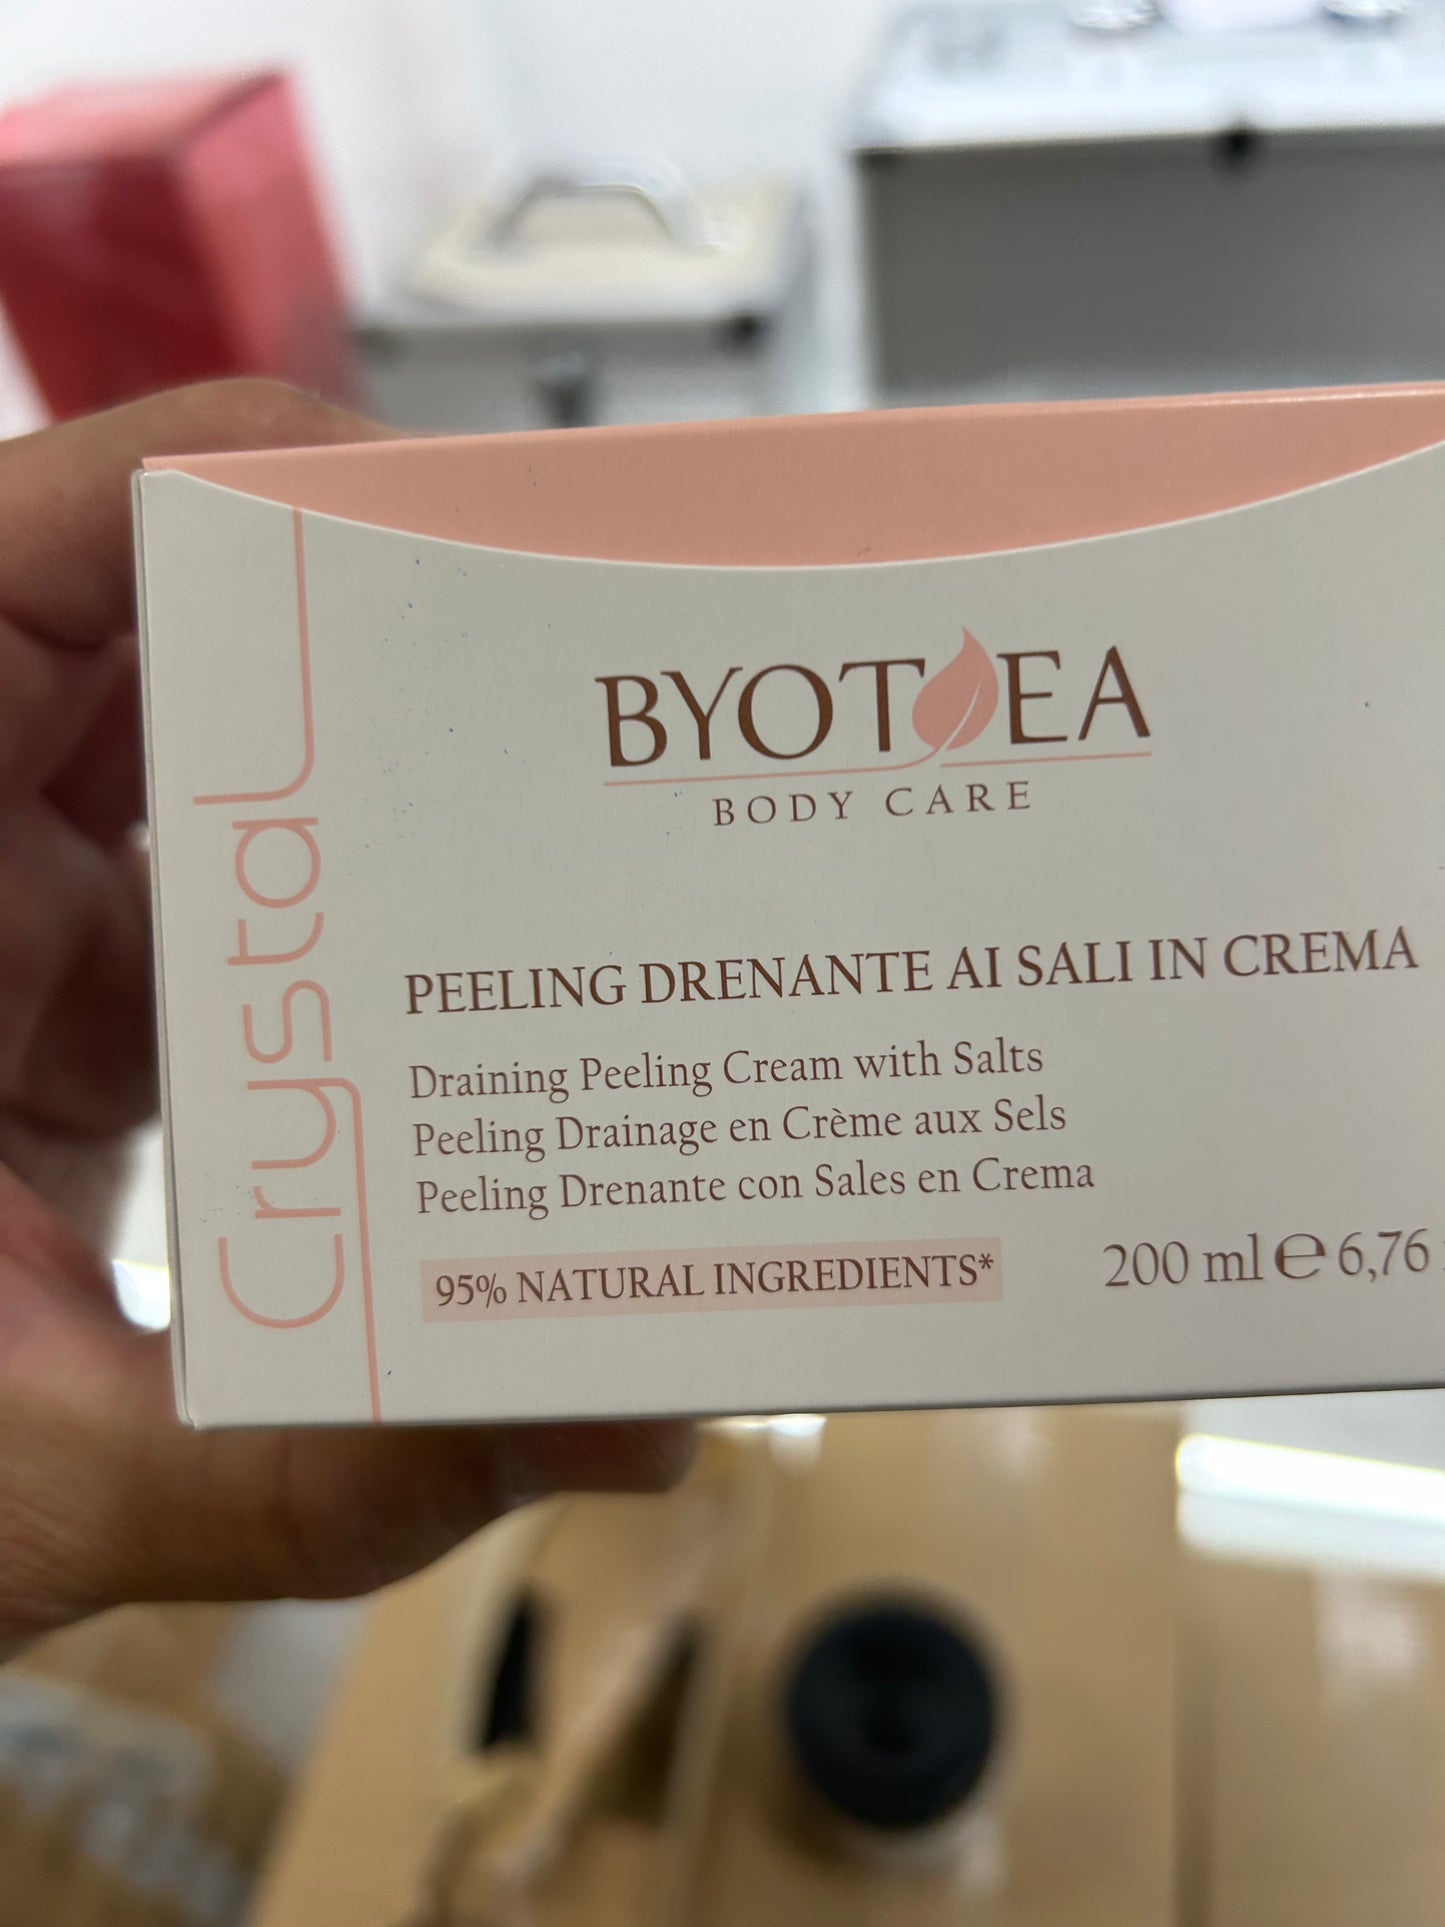 BYOTEA
BODY CARE
Crystal
PEELING DRENANTE AI SALI IN CREMA
Draining Peeling Cream with Salts
Peeling Drainage en Crème aux Sels
Peeling Drenante con Sales en Crema
95% NATURAL INGREDIENTS*
200 ml ℮ 6,76